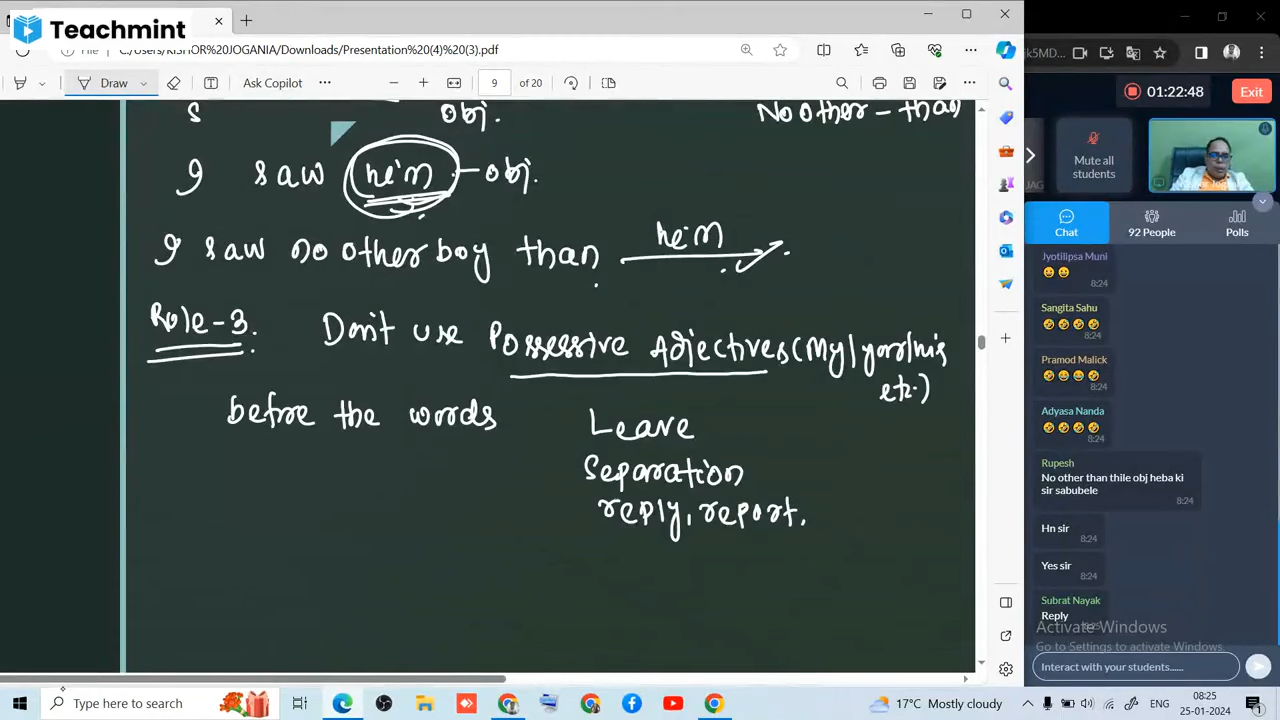 Teachmint
File C:/Users/KISHOR%20JOGANIA/Downloads/Presentation%20(4)%20(3).pdf
Draw
Ask Copilot
9 of 20
ik5MD
01:22:48
Exit
S obj. No other - than
I saw him - obj.
I saw no other boy than him
Rule-3. Don't use Possessive Adjectives (My/your/his
etc.)
before the words Leave
Separation
reply, report.
Mute all
students
JAG
Chat
92 People
Polls
Jyotilipsa Muni
8:24
Sangita Sahu
8:24
Pramod Malick
8:24
Adyasa Nanda
8:24
Rupesh
No other than thile obj heba ki
sir sabubele
8:24
Hn sir
8:24
Yes sir
8:24
Subrat Nayak
Reply
8:25
Activate Windows
Go to Settings to activate Windows.
Interact with your students......
Type here to search
17°C Mostly cloudy
ENG
08:25
25-01-2024